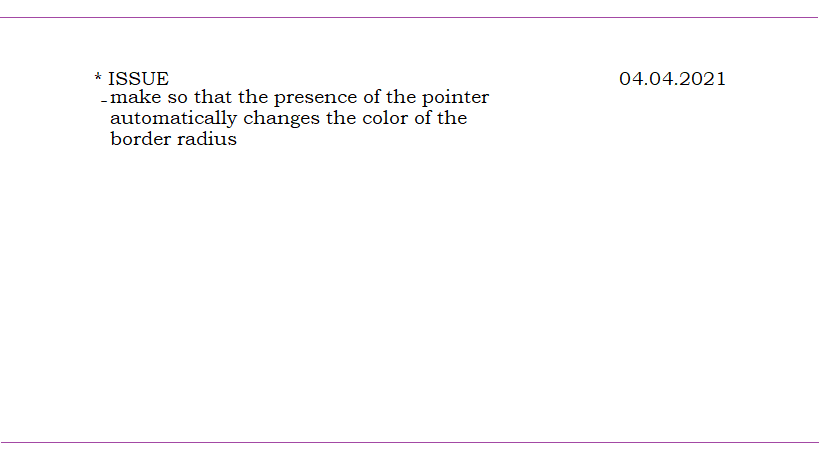 * ISSUE 04.04.2021
- make so that the presence of the pointer
automatically changes the color of the
border radius